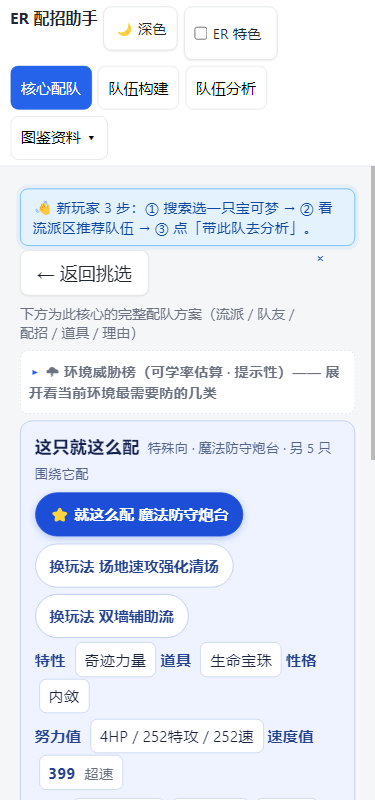 ER 配招助手 🌙 深色 ER 特色
核心配队 队伍构建 队伍分析
图鉴资料 ▾
👋 新玩家 3 步：① 搜索选一只宝可梦 → ② 看
流派区推荐队伍 → ③ 点「带此队去分析」。
×
← 返回挑选
下方为此核心的完整配队方案（流派 / 队友 /
配招 / 道具 / 理由）
▸ 🌩 环境威胁榜（可学率估算 · 提示性）—— 展
开看当前环境最需要防的几类
这只就这么配 特殊向 · 魔法防守炮台 · 另 5 只
围绕它配
⭐ 就这么配 魔法防守炮台
换玩法 场地速攻强化清场
换玩法 双墙辅助流
特性 奇迹力量 道具 生命宝珠 性格
内敛
努力值 4HP / 252特攻 / 252速 速度值
399 超速